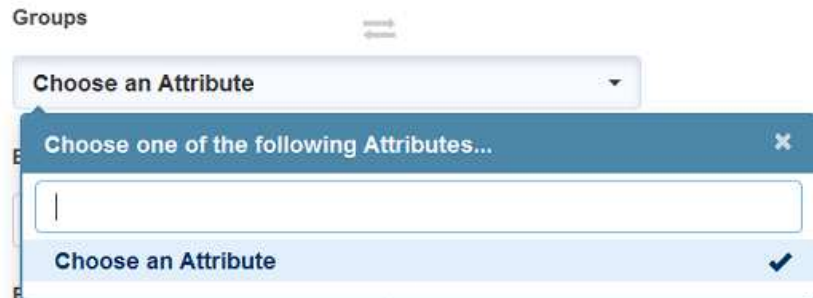 Groups
Choose an Attribute
Choose one of the following Attributes...
Choose an Attribute